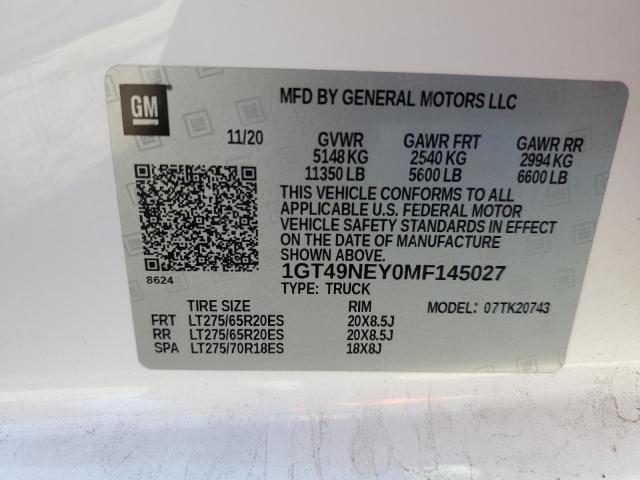 GM
MFD BY GENERAL MOTORS LLC
11/20 GVWR GAWR FRT GAWR RR
5148 KG 2540 KG 2994 KG
11350 LB 5600 LB 6600 LB
THIS VEHICLE CONFORMS TO ALL
APPLICABLE U.S. FEDERAL MOTOR
VEHICLE SAFETY STANDARDS IN EFFECT
ON THE DATE OF MANUFACTURE
SHOWN ABOVE.
1GT49NEY0MF145027
8624
TYPE: TRUCK
TIRE SIZE RIM MODEL: 07TK20743
FRT LT275/65R20ES 20X8.5J
RR LT275/65R20ES 20X8.5J
SPA LT275/70R18ES 18X8J